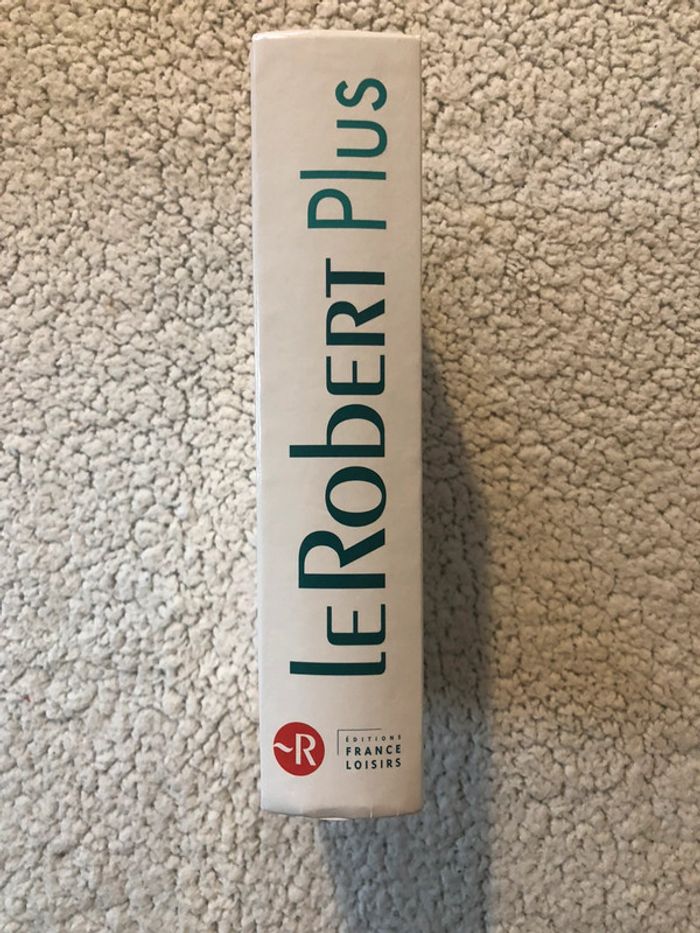 LE ROBERT Plus
~R
ÉDITIONS
FRANCE
LOISIRS